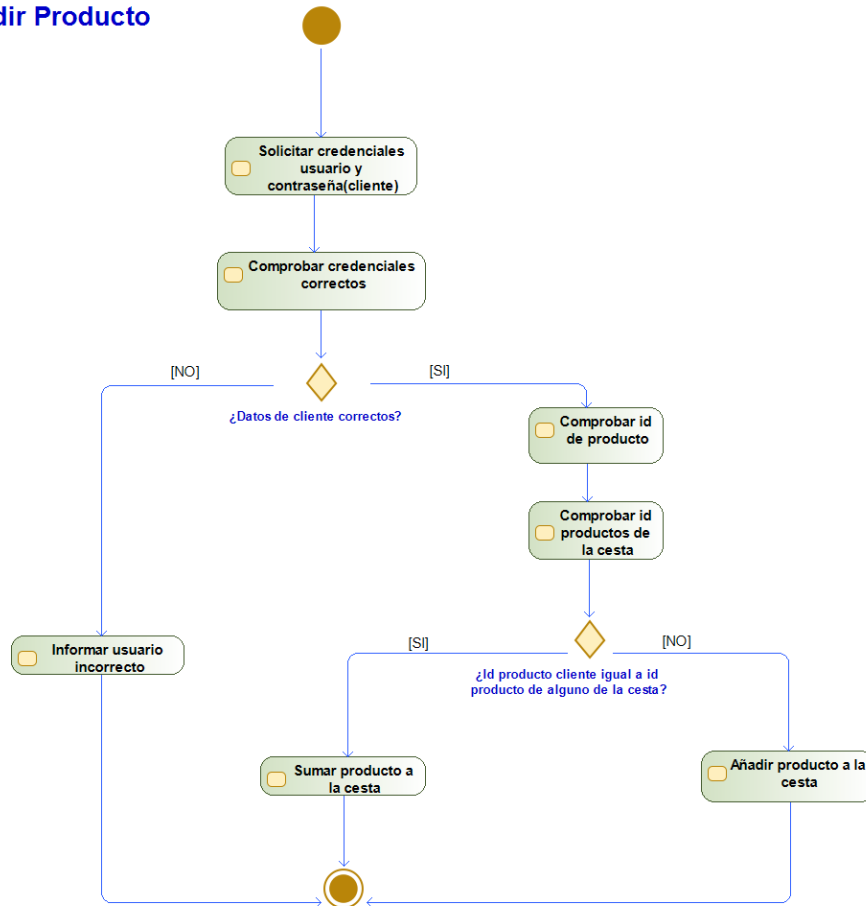 dir Producto
Solicitar credenciales
usuario y
contraseña(cliente)
Comprobar credenciales
correctos
[NO]
[SI]
¿Datos de cliente correctos?
Comprobar id
de producto
Comprobar id
productos de
la cesta
Informar usuario
incorrecto
[SI]
[NO]
¿Id producto cliente igual a id
producto de alguno de la cesta?
Sumar producto a
la cesta
Añadir producto a la
cesta